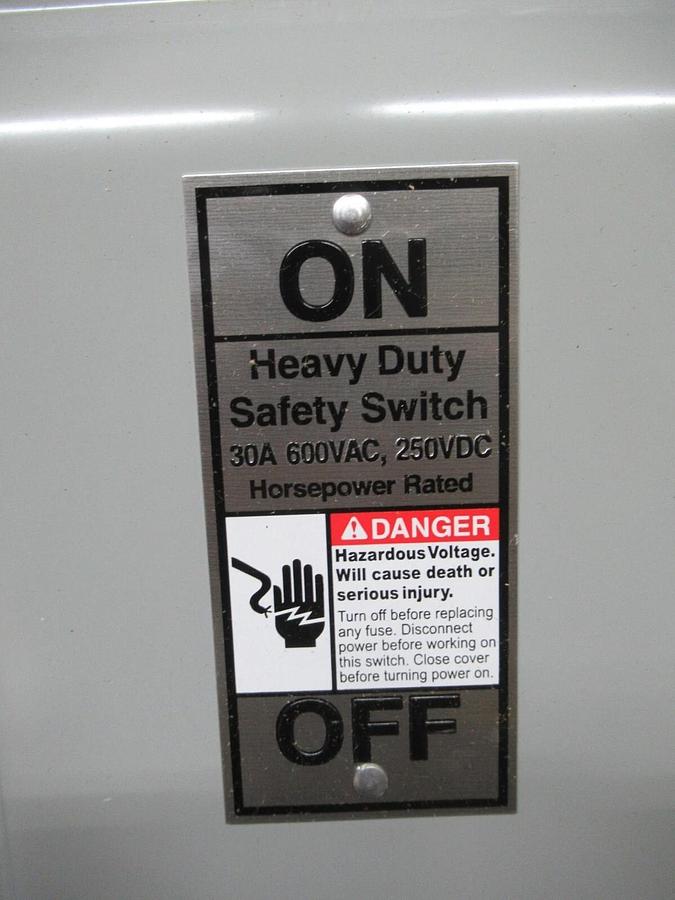 ON
Heavy Duty
Safety Switch
30A 600VAC, 250VDC
Horsepower Rated
DANGER
Hazardous Voltage.
Will cause death or
serious injury.
Turn off before replacing
any fuse. Disconnect
power before working on
this switch. Close cover
before turning power on.
OFF